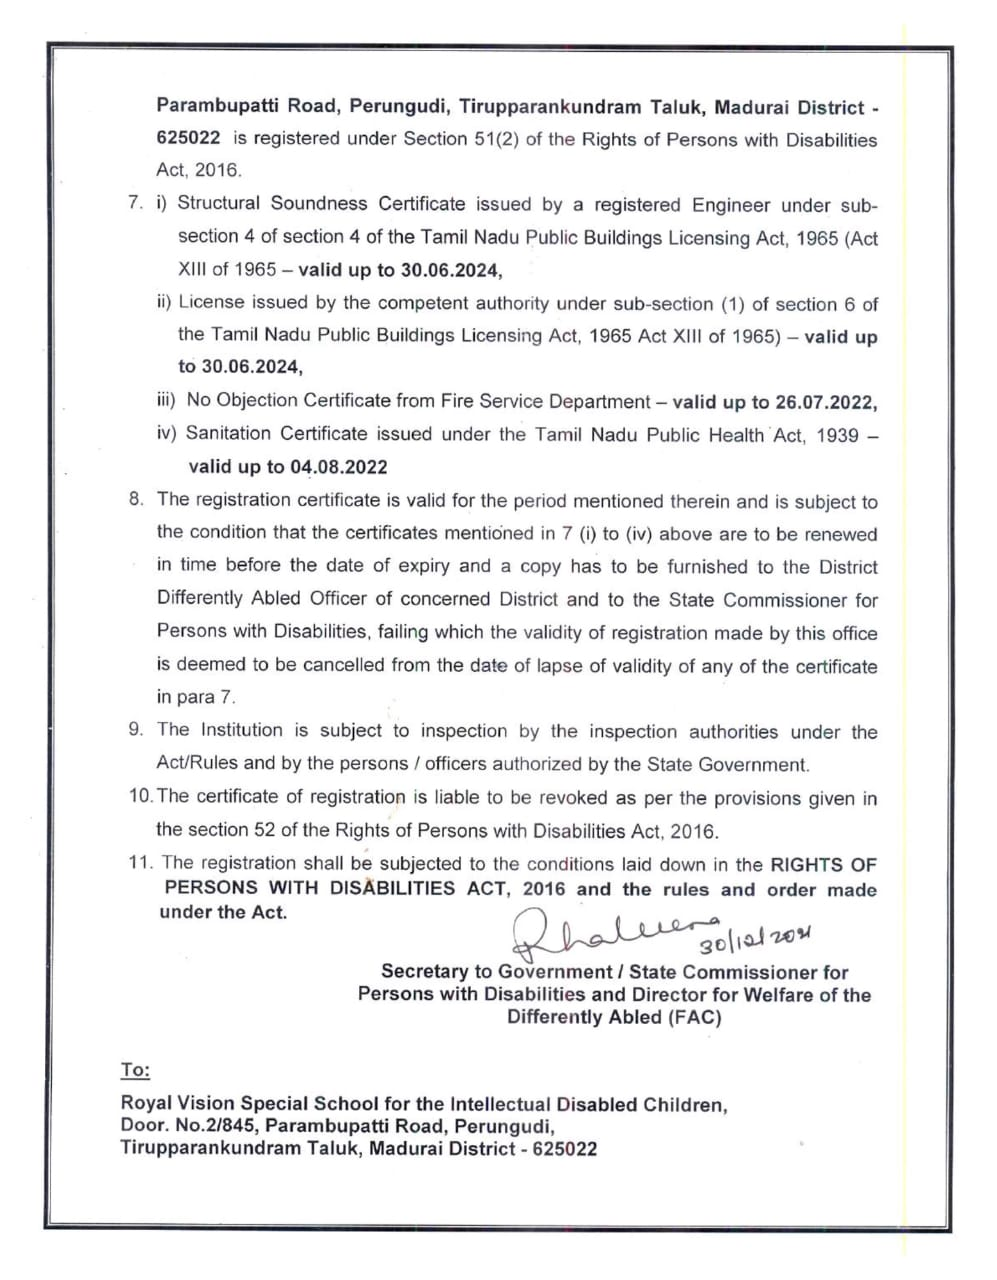 Parambupatti Road, Perungudi, Tirupparankundram Taluk, Madurai District -
625022 is registered under Section 51(2) of the Rights of Persons with Disabilities
Act, 2016.
7. i) Structural Soundness Certificate issued by a registered Engineer under sub-
section 4 of section 4 of the Tamil Nadu Public Buildings Licensing Act, 1965 (Act
XIII of 1965 – valid up to 30.06.2024,
ii) License issued by the competent authority under sub-section (1) of section 6 of
the Tamil Nadu Public Buildings Licensing Act, 1965 Act XIII of 1965) – valid up
to 30.06.2024,
iii) No Objection Certificate from Fire Service Department – valid up to 26.07.2022,
iv) Sanitation Certificate issued under the Tamil Nadu Public Health Act, 1939 –
valid up to 04.08.2022
8. The registration certificate is valid for the period mentioned therein and is subject to
the condition that the certificates mentioned in 7 (i) to (iv) above are to be renewed
in time before the date of expiry and a copy has to be furnished to the District
Differently Abled Officer of concerned District and to the State Commissioner for
Persons with Disabilities, failing which the validity of registration made by this office
is deemed to be cancelled from the date of lapse of validity of any of the certificate
in para 7.
9. The Institution is subject to inspection by the inspection authorities under the
Act/Rules and by the persons / officers authorized by the State Government.
10. The certificate of registration is liable to be revoked as per the provisions given in
the section 52 of the Rights of Persons with Disabilities Act, 2016.
11. The registration shall be subjected to the conditions laid down in the RIGHTS OF
PERSONS WITH DISABILITIES ACT, 2016 and the rules and order made
under the Act.
30/12/2021
Secretary to Government / State Commissioner for
Persons with Disabilities and Director for Welfare of the
Differently Abled (FAC)
To:
Royal Vision Special School for the Intellectual Disabled Children,
Door. No.2/845, Parambupatti Road, Perungudi,
Tirupparankundram Taluk, Madurai District - 625022